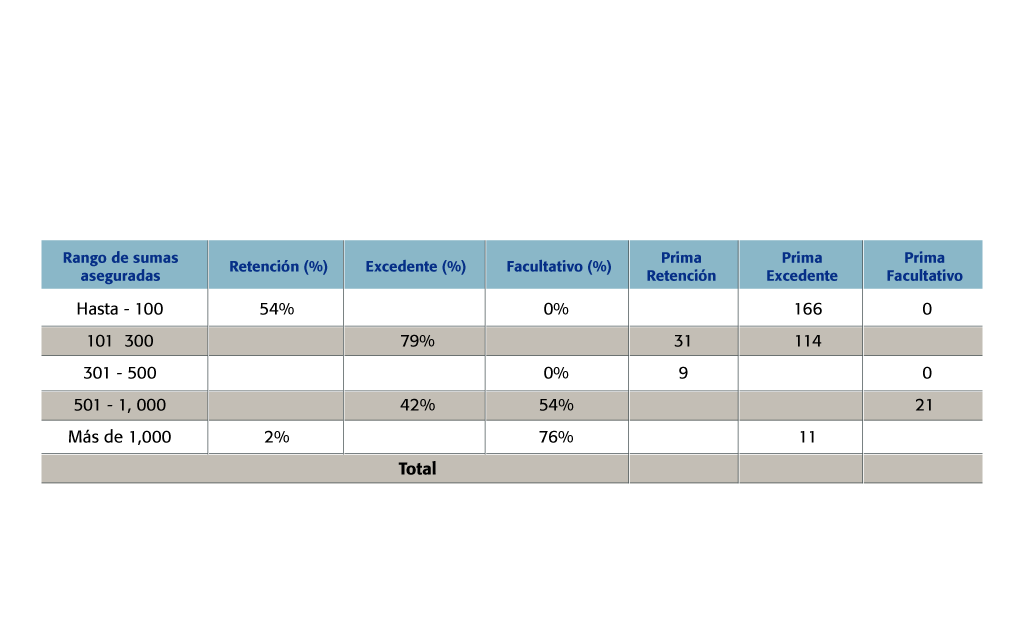 Rango de sumas aseguradas Retención (%) Excedente (%) Facultativo (%) Prima Retención Prima Excedente Prima Facultativo
Hasta - 100 54% 0% 166 0
101 300 79% 31 114
301 - 500 0% 9 0
501 - 1, 000 42% 54% 21
Más de 1,000 2% 76% 11
Total